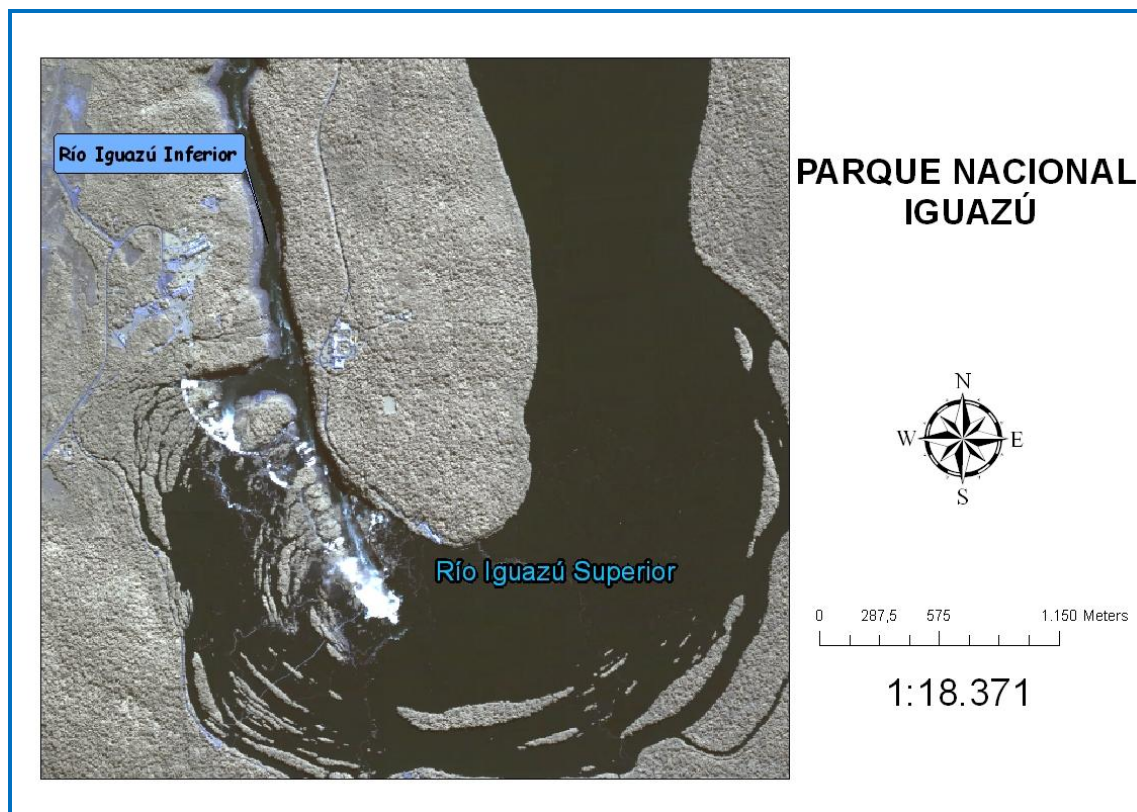 Río Iguazú Inferior
PARQUE NACIONAL
IGUAZÚ
N
W E
S
Río Iguazú Superior
0 287,5 575 1.150 Meters
1:18.371